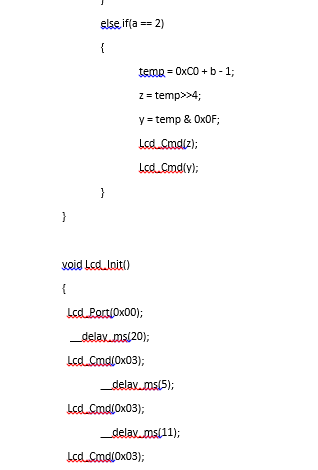 }
else if(a == 2)
{
temp = 0xC0 + b - 1;
z = temp>>4;
y = temp & 0x0F;
Lcd_Cmd(z);
Lcd_Cmd(y);
}
}
void Lcd_Init()
{
Lcd_Port(0x00);
__delay_ms(20);
Lcd_Cmd(0x03);
__delay_ms(5);
Lcd_Cmd(0x03);
__delay_ms(11);
Lcd_Cmd(0x03);